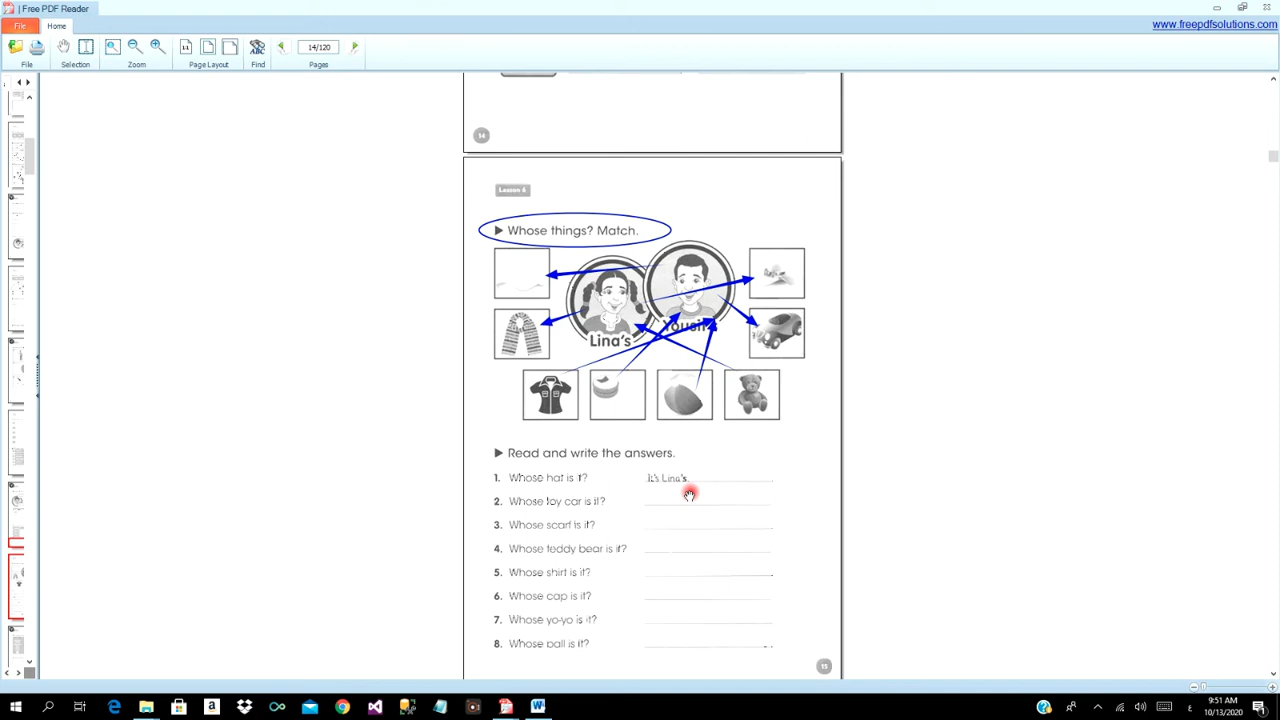 Free PDF Reader
File
Home
www.freepdfsolutions.com
14/120
File
Selection
Zoom
Page Layout
Find
Pages
14
Lesson 6
Whose things? Match.
Lina's
Read and write the answers.
1. Whose hat is it? It's Lina's.
2. Whose toy car is it?
3. Whose scarf is it?
4. Whose teddy bear is it?
5. Whose shirt is it?
6. Whose cap is it?
7. Whose yo-yo is it?
8. Whose ball is it?
15
9:51 AM
10/13/2020